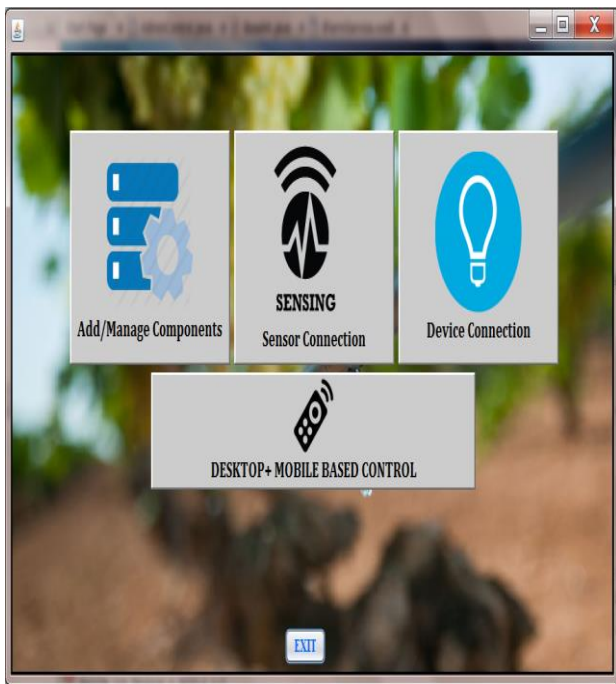 SENSING
Add/Manage Components
Sensor Connection
Device Connection
DESKTOP+ MOBILE BASED CONTROL
EXIT